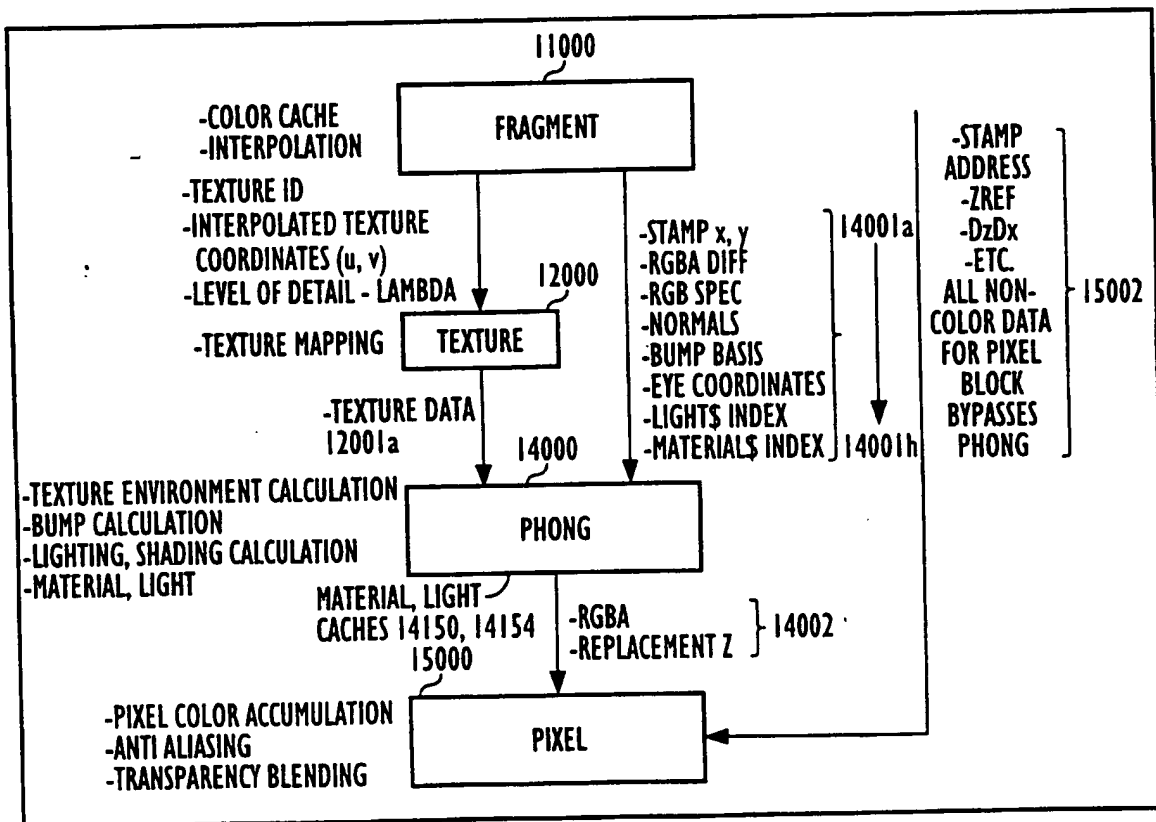 11000
FRAGMENT
-COLOR CACHE
-INTERPOLATION
-TEXTURE ID
-INTERPOLATED TEXTURE
COORDINATES (u, v)
-LEVEL OF DETAIL - LAMBDA
12000
TEXTURE
-TEXTURE MAPPING
-TEXTURE DATA
12001a
-STAMP x, y
-RGBA DIFF
-RGB SPEC
-NORMALS
-BUMP BASIS
-EYE COORDINATES
-LIGHT$ INDEX
-MATERIAL$ INDEX
14001a
14001h
-STAMP
ADDRESS
-ZREF
-DzDx
-ETC.
ALL NON-
COLOR DATA
FOR PIXEL
BLOCK
BYPASSES
PHONG
15002
14000
PHONG
-TEXTURE ENVIRONMENT CALCULATION
-BUMP CALCULATION
-LIGHTING, SHADING CALCULATION
-MATERIAL, LIGHT
MATERIAL, LIGHT
CACHES 14150, 14154
-RGBA
-REPLACEMENT Z
14002
15000
PIXEL
-PIXEL COLOR ACCUMULATION
-ANTI ALIASING
-TRANSPARENCY BLENDING